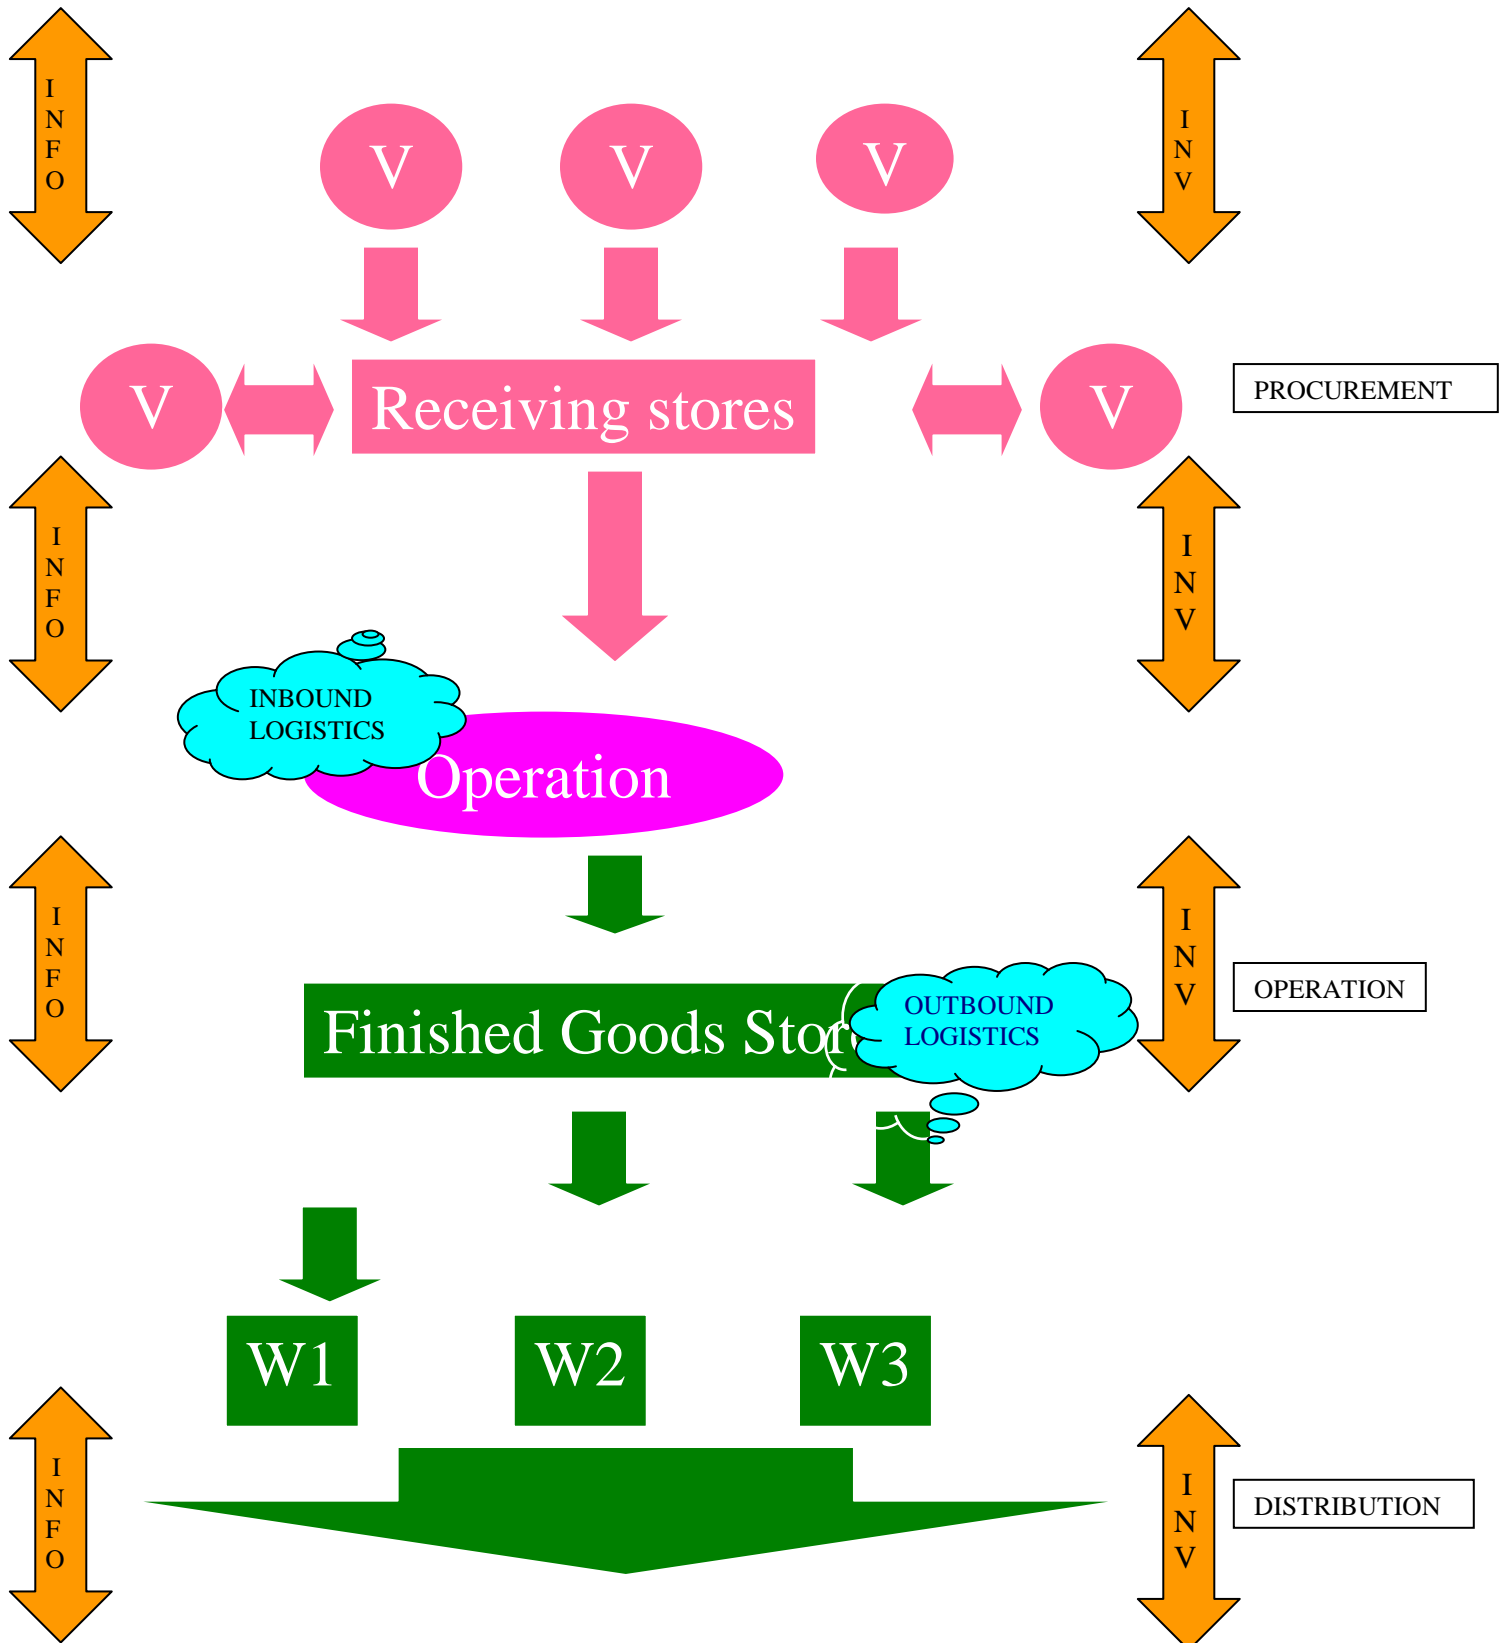 I
N
F
O
I
N
V
V
V
V
V
Receiving stores
V
PROCUREMENT
I
N
F
O
I
N
V
INBOUND
LOGISTICS
Operation
I
N
F
O
I
N
V
Finished Goods Stor
OUTBOUND
LOGISTICS
OPERATION
W1
W2
W3
I
N
F
O
I
N
V
DISTRIBUTION